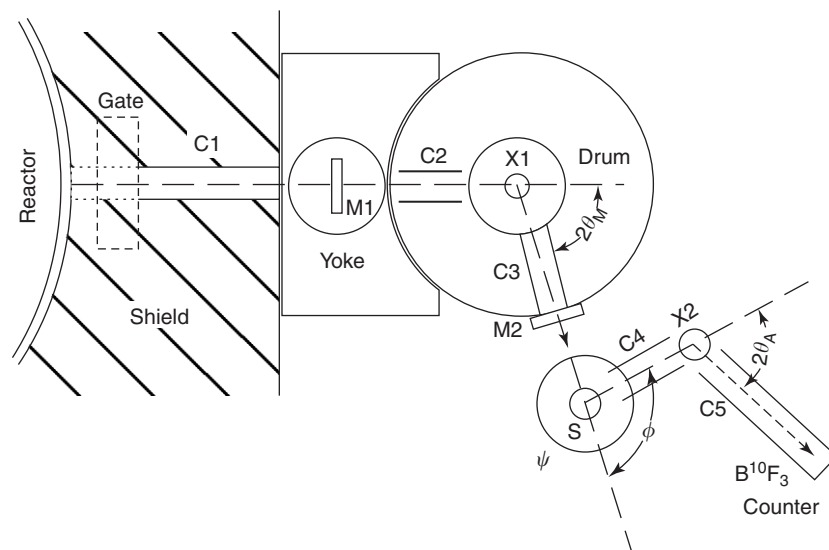 Reactor
Gate
C1
Shield
M1
Yoke
C2
X1
Drum
2θM
C3
M2
C4
X2
2θA
C5
S
ϕ
ψ
B¹⁰F₃
Counter